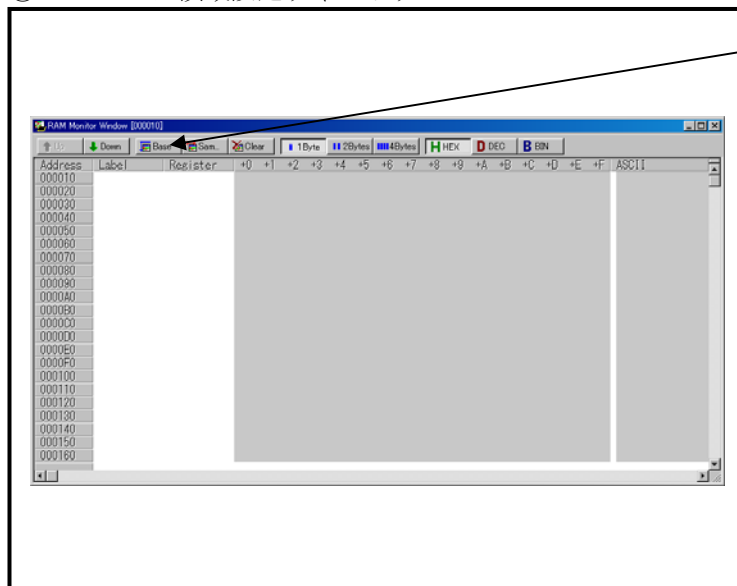 RAM Monitor Window [000010]
Up Down Base Sam.. Clear 1Byte 2Bytes 4Bytes HEX DEC BIN
Address Label Register +0 +1 +2 +3 +4 +5 +6 +7 +8 +9 +A +B +C +D +E +F ASCII
000010
000020
000030
000040
000050
000060
000070
000080
000090
0000A0
0000B0
0000C0
0000D0
0000E0
0000F0
000100
000110
000120
000130
000140
000150
000160